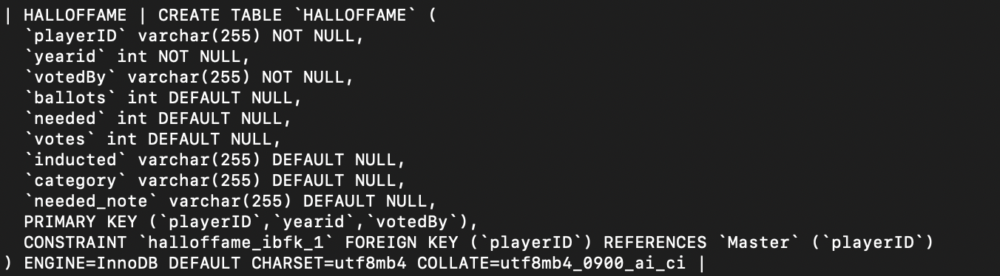 | HALLOFFAME | CREATE TABLE `HALLOFFAME` (
  `playerID` varchar(255) NOT NULL,
  `yearid` int NOT NULL,
  `votedBy` varchar(255) NOT NULL,
  `ballots` int DEFAULT NULL,
  `needed` int DEFAULT NULL,
  `votes` int DEFAULT NULL,
  `inducted` varchar(255) DEFAULT NULL,
  `category` varchar(255) DEFAULT NULL,
  `needed_note` varchar(255) DEFAULT NULL,
  PRIMARY KEY (`playerID`,`yearid`,`votedBy`),
  CONSTRAINT `halloffame_ibfk_1` FOREIGN KEY (`playerID`) REFERENCES `Master` (`playerID`)
) ENGINE=InnoDB DEFAULT CHARSET=utf8mb4 COLLATE=utf8mb4_0900_ai_ci |